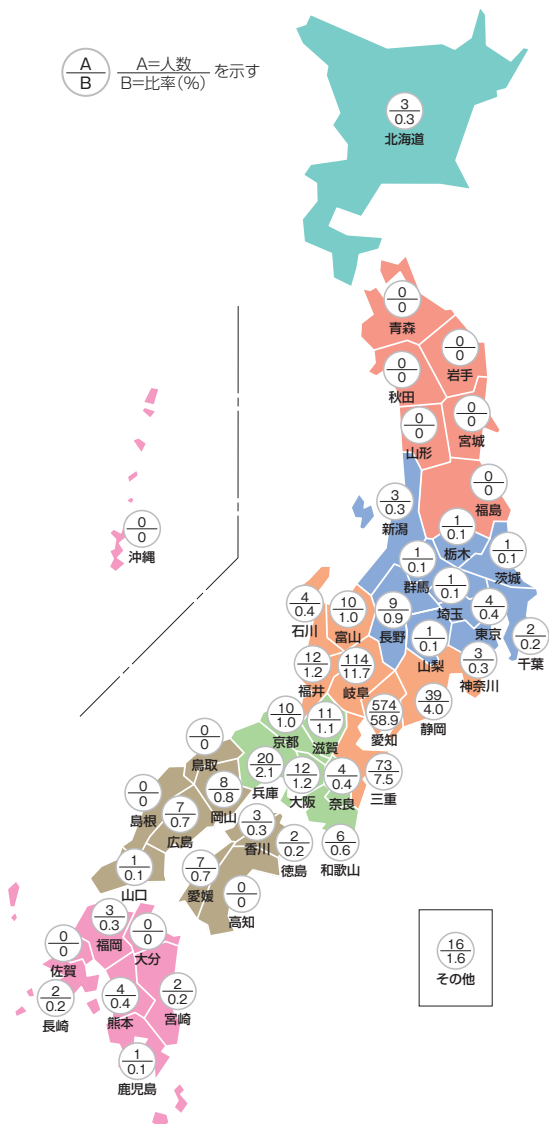 A
B
A=人数
B=比率(%)
を示す
3
0.3
北海道
0
0
青森
0
0
岩手
0
0
秋田
0
0
宮城
0
0
山形
0
0
福島
3
0.3
新潟
1
0.1
栃木
1
0.1
茨城
1
0.1
群馬
1
0.1
埼玉
4
0.4
東京
2
0.2
千葉
0
0
沖縄
4
0.4
石川
10
1.0
富山
9
0.9
長野
1
0.1
山梨
3
0.3
神奈川
12
1.2
福井
114
11.7
岐阜
574
58.9
愛知
39
4.0
静岡
10
1.0
京都
11
1.1
滋賀
73
7.5
三重
0
0
鳥取
20
2.1
兵庫
12
1.2
大阪
4
0.4
奈良
0
0
島根
8
0.8
岡山
7
0.7
広島
3
0.3
香川
2
0.2
徳島
6
0.6
和歌山
1
0.1
山口
7
0.7
愛媛
0
0
高知
3
0.3
福岡
0
0
大分
0
0
佐賀
2
0.2
長崎
4
0.4
熊本
2
0.2
宮崎
1
0.1
鹿児島
16
1.6
その他